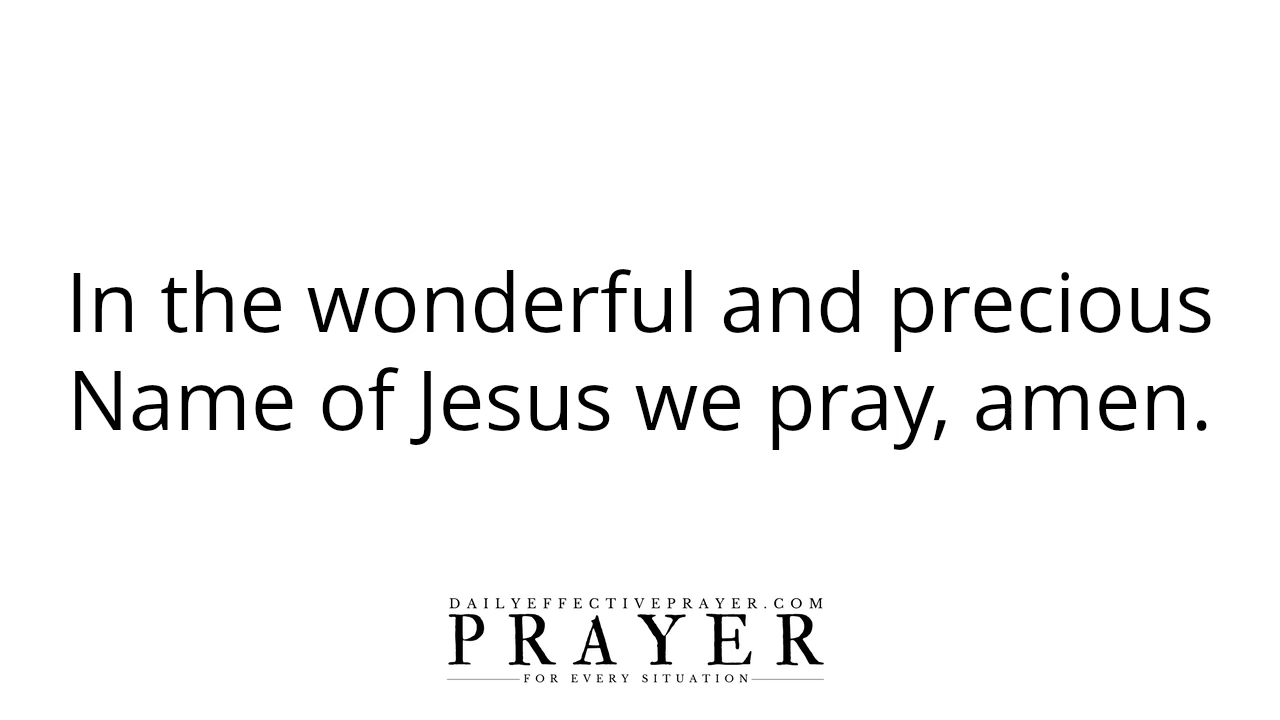 In the wonderful and precious
Name of Jesus we pray, amen.
DAILYEFFECTIVEPRAYER.COM
PRAYER
FOR EVERY SITUATION